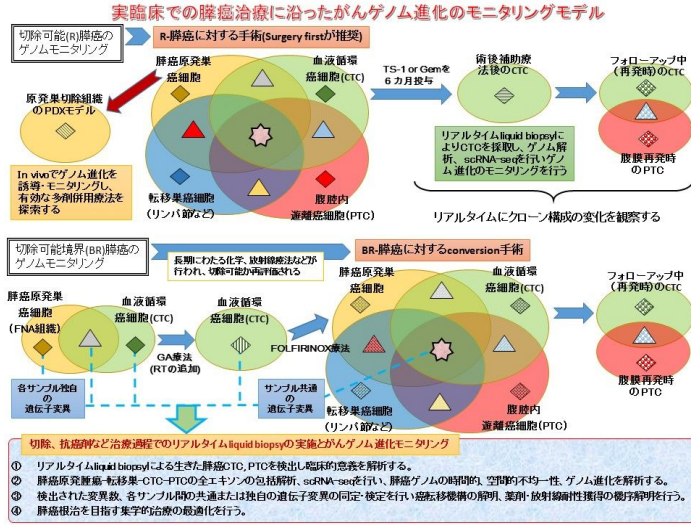 実臨床での膵癌治療に沿ったがんゲノム進化のモニタリングモデル
切除可能(R)膵癌の
ゲノムモニタリング
R-膵癌に対する手術(Surgery firstが推奨)
膵癌原発巣
癌細胞
血液循環
癌細胞(CTC)
転移巣癌細胞
(リンパ節など)
腹腔内
遊離癌細胞(PTC)
原発巣切除組織
のPDXモデル
In vivoでゲノム進化を
誘導・モニタリングし、
有効な多剤併用療法を
探索する
TS-1 or Gemを
6カ月投与
術後補助療
法後のCTC
フォローアップ中
(再発時)のCTC
腹膜再発時
のPTC
リアルタイムliquid biopsyに
よりCTCを採取し、ゲノム解
析、scRNA-seqを行いゲノ
ム進化のモニタリングを行う
リアルタイムにクローン構成の変化を観察する
切除可能境界(BR)膵癌の
ゲノムモニタリング
長期にわたる化学、放射線療法などが
行われ、切除可能か再評価される
BR-膵癌に対するconversion手術
膵癌原発巣
癌細胞
(FNA組織)
血液循環
癌細胞(CTC)
GA療法
(RTの追加)
血液循環
癌細胞(CTC)
FOLFIRINOX療法
膵癌原発巣
癌細胞
血液循環
癌細胞(CTC)
転移巣癌細胞
(リンパ節など)
腹腔内
遊離癌細胞(PTC)
フォローアップ中
(再発時)のCTC
腹膜再発時
のPTC
各サンプル独自
の遺伝子変異
サンプル共通
の遺伝子変異
切除、抗癌剤など治療過程でのリアルタイムliquid biopsyの実施とがんゲノム進化モニタリング
① リアルタイムliquid biopsyによる生きた膵癌CTC, PTCを検出し臨床的意義を解析する。
② 膵癌原発腫瘍-転移巣-CTC-PTCの全エキソンの包括解析、scRNA-seqを行い、膵癌ゲノムの時間的、空間的不均一性、ゲノム進化を解析する。
③ 検出された変異数、各サンプル間の共通または独自の遺伝子変異の同定・検定を行い癌転移機構の解明、薬剤・放射線耐性獲得の機序解明を行う。
④ 膵癌根治を目指す集学的治療の最適化を行う。